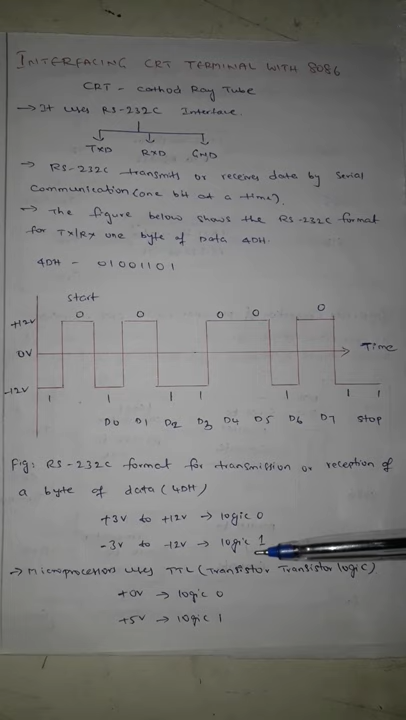 INTERFACING CRT TERMINAL WITH 8086
CRT - Cathod Ray Tube
→ It uses RS-232C Interface.
TXD RXD GND
→ RS-232C transmits or receives data by serial
Communication (one bit at a time).
→ The figure below shows the RS-232C format
for TX/RX one byte of Data 4DH.
4DH - 01001101
start
0 0 0 0 0
+12V
0V Time
-12V
1 1 1 1 1 1 1
D0 D1 D2 D3 D4 D5 D6 D7 stop
Fig: RS-232C format for transmission or reception of
a byte of data (4DH)
+3V to +12V → logic 0
-3V to -12V → logic 1
→ Microprocessors uses TTL (Transistor Transistor logic)
+0V → logic 0
+5V → logic 1